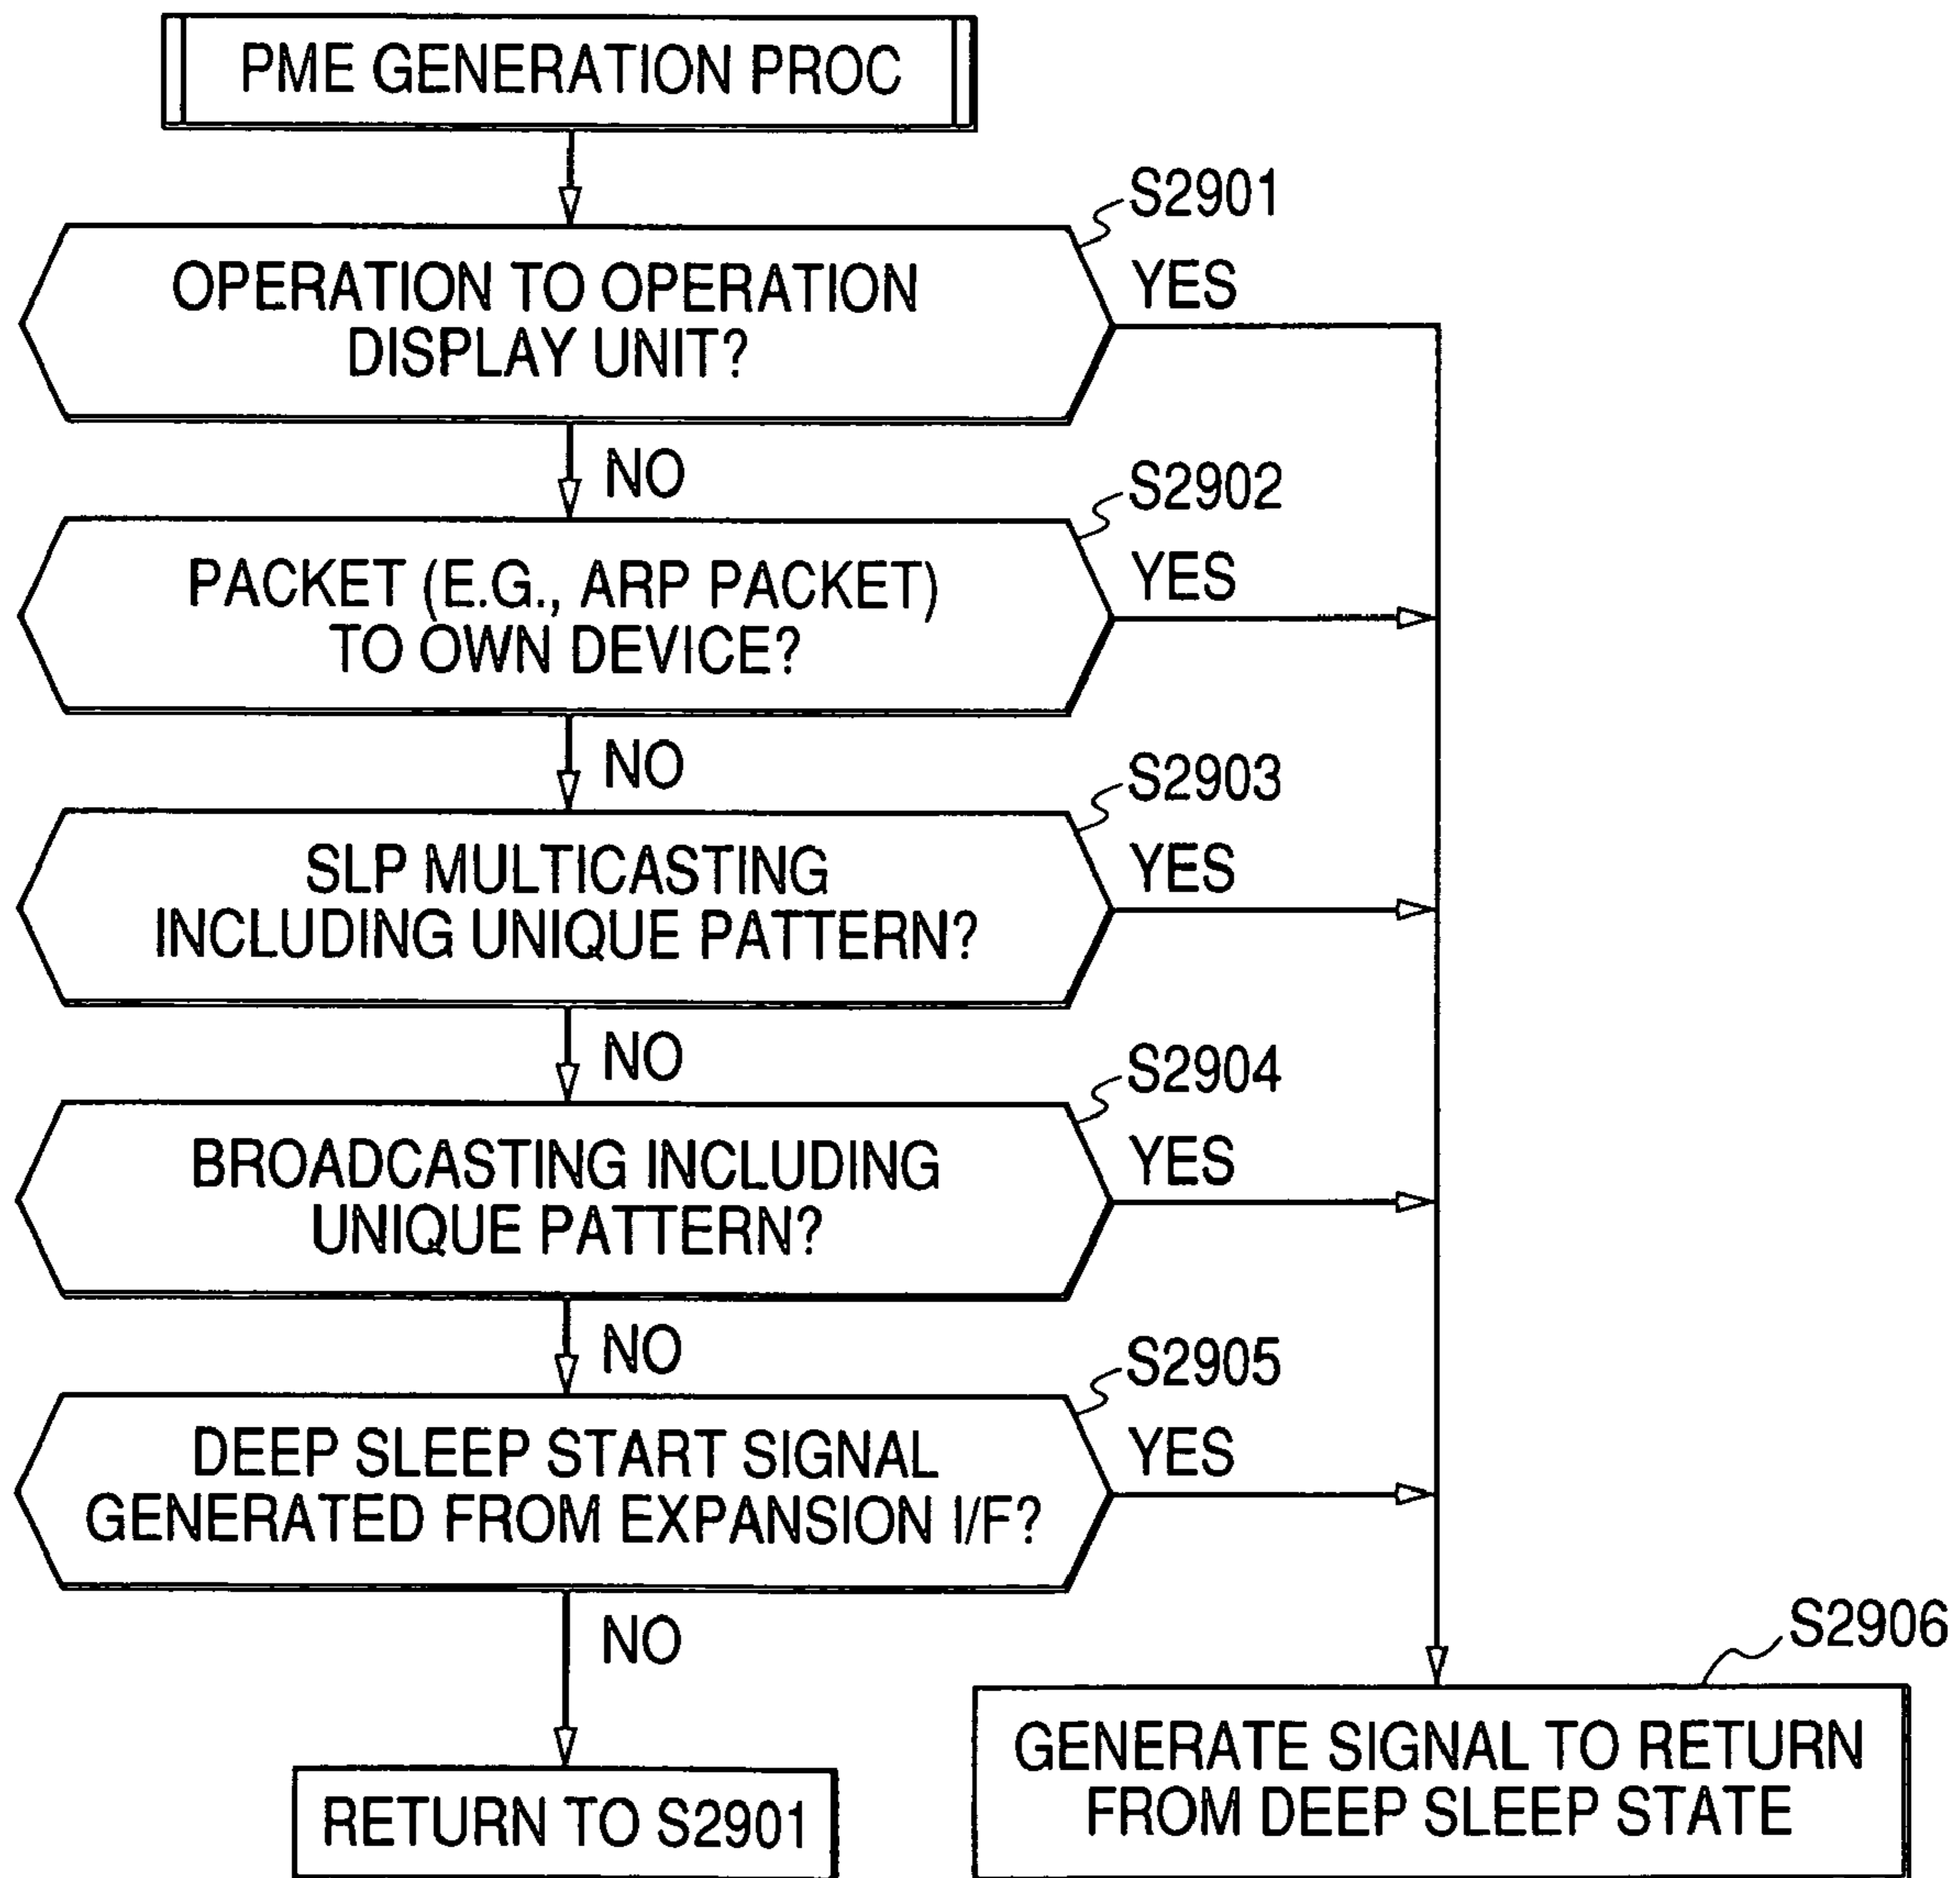 PME GENERATION PROC
S2901
OPERATION TO OPERATION
DISPLAY UNIT?
YES
NO
S2902
PACKET (E.G., ARP PACKET)
TO OWN DEVICE?
YES
NO
S2903
SLP MULTICASTING
INCLUDING UNIQUE PATTERN?
YES
NO
S2904
BROADCASTING INCLUDING
UNIQUE PATTERN?
YES
NO
S2905
DEEP SLEEP START SIGNAL
GENERATED FROM EXPANSION I/F?
YES
NO
RETURN TO S2901
S2906
GENERATE SIGNAL TO RETURN
FROM DEEP SLEEP STATE